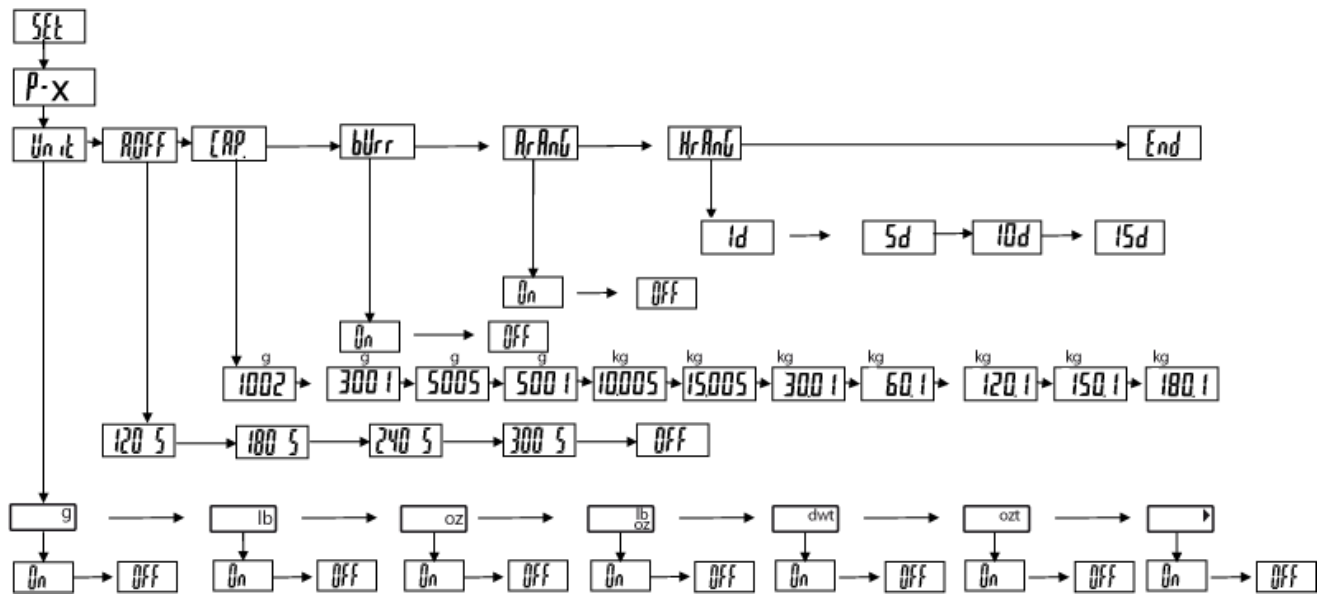 SEt
P-X
Unit A.OFF CAP. bUrr A.rAnG H.rAnG End
1d 5d 10d 15d
On OFF
On OFF
g g g g kg kg kg kg kg kg kg
1002 3001 5005 5001 10.005 15.005 30.01 60.1 120.1 150.1 180.1
120 S 180 S 240 S 300 S OFF
g lb oz lb oz dwt ozt
On OFF On OFF On OFF On OFF On OFF On OFF On OFF